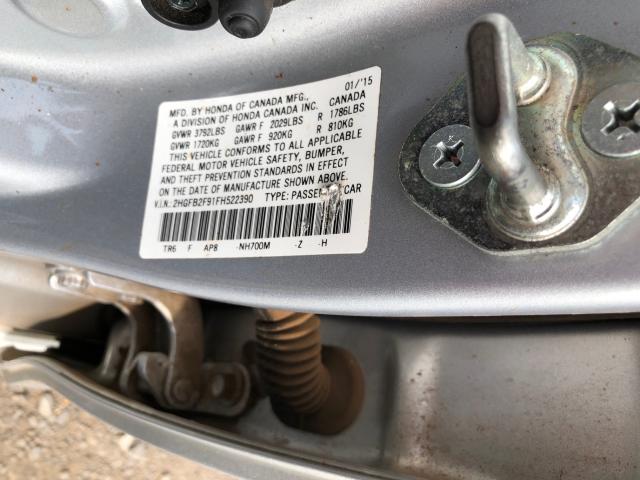 MFD. BY HONDA OF CANADA MFG., 01/'15
A DIVISION OF HONDA CANADA INC. CANADA
GVWR 3792LBS GAWR F 2029LBS R 1786LBS
GVWR 1720KG GAWR F 920KG R 810KG
THIS VEHICLE CONFORMS TO ALL APPLICABLE
FEDERAL MOTOR VEHICLE SAFETY, BUMPER,
AND THEFT PREVENTION STANDARDS IN EFFECT
ON THE DATE OF MANUFACTURE SHOWN ABOVE.
V.I.N: 2HGFB2F91FH522390 TYPE: PASSENGER CAR
TR6 F AP8 -NH700M -Z -H